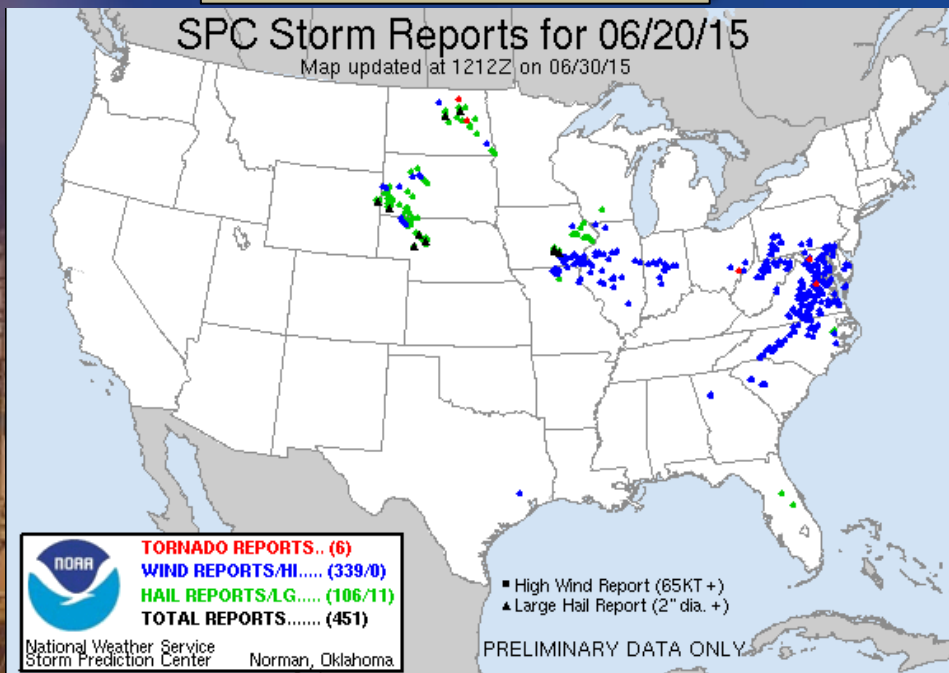 SPC Storm Reports for 06/20/15
Map updated at 1212Z on 06/30/15
NOAA
TORNADO REPORTS.. (6)
WIND REPORTS/HI..... (339/0)
HAIL REPORTS/LG..... (106/11)
TOTAL REPORTS....... (451)
National Weather Service
Storm Prediction Center Norman, Oklahoma
■ High Wind Report (65KT +)
▲ Large Hail Report (2" dia. +)
PRELIMINARY DATA ONLY